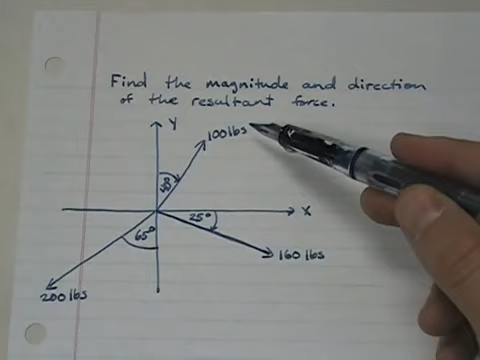 Find the magnitude and direction
of the resultant force.
Y
100 lbs
40°
X
25°
65°
160 lbs
200 lbs